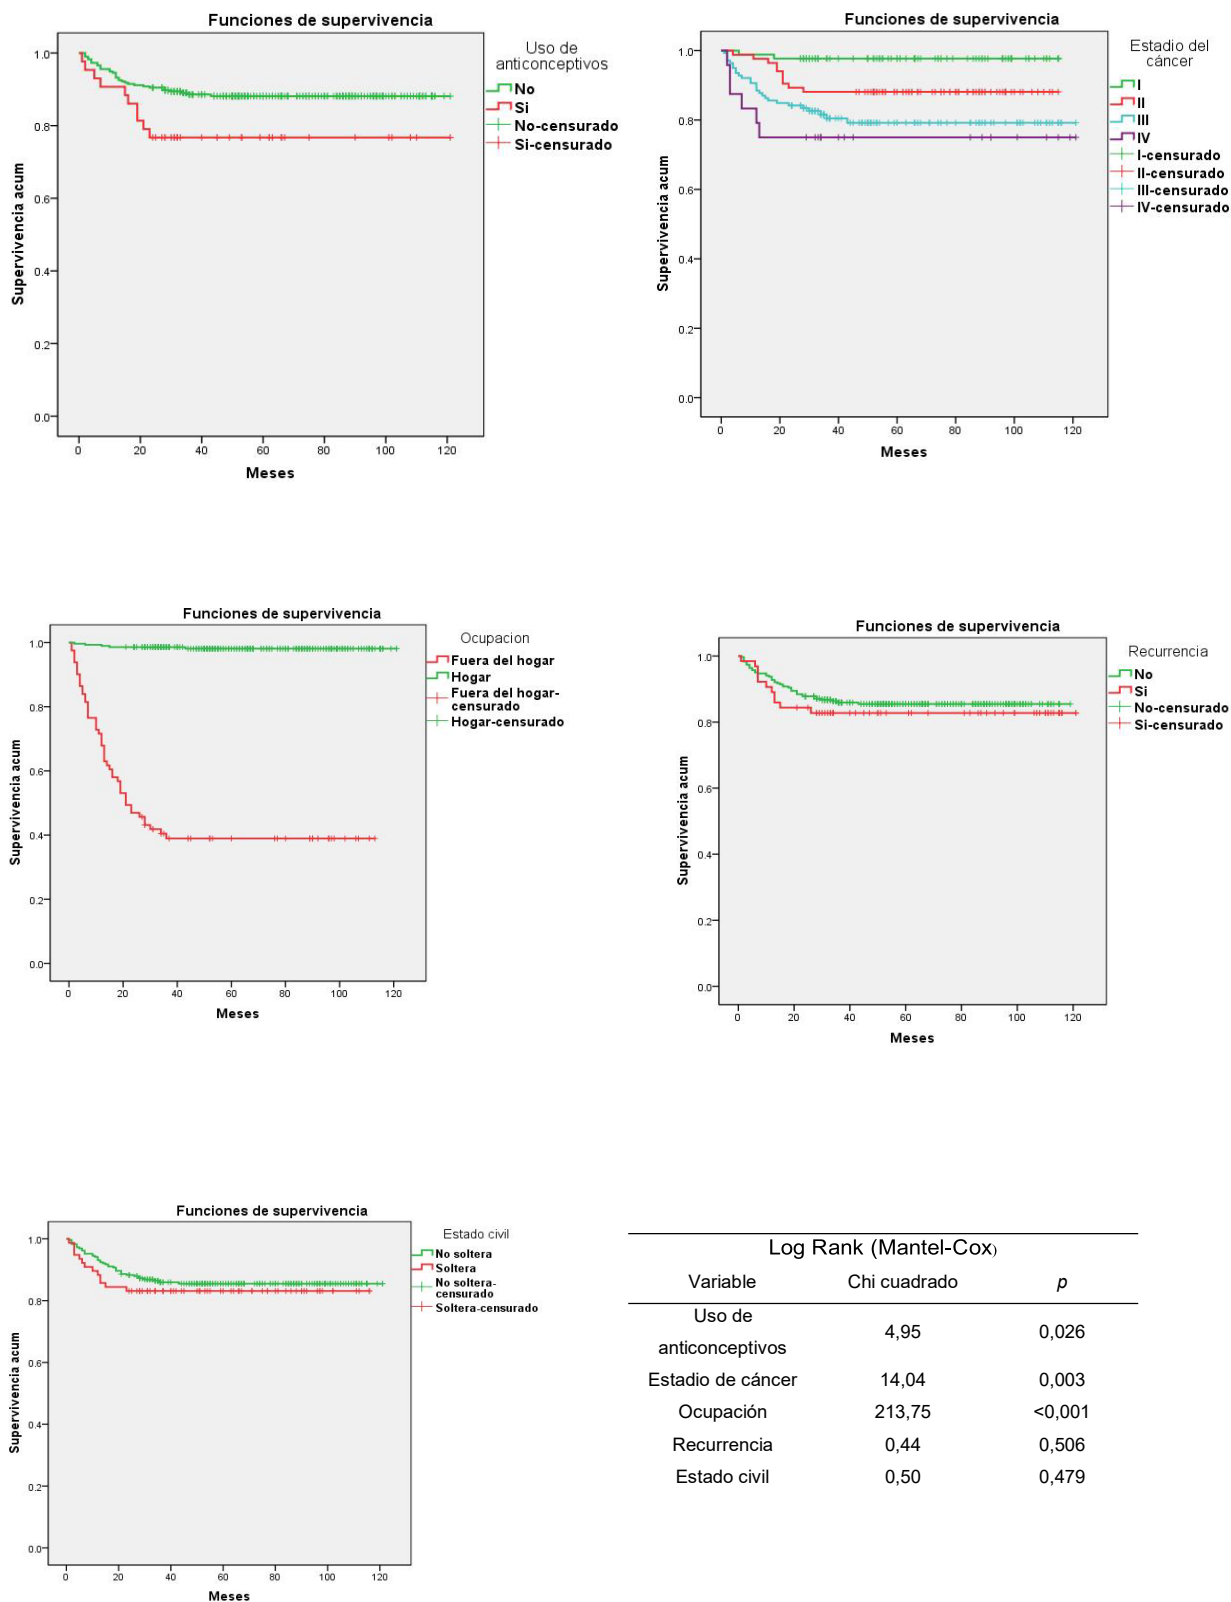 Funciones de supervivencia
Uso de
anticonceptivos
No
Si
No-censurado
Si-censurado
Supervivencia acum
1.0
0.8
0.6
0.4
0.2
0.0
0 20 40 60 80 100 120
Meses
Funciones de supervivencia
Estadio del
cáncer
I
II
III
IV
I-censurado
II-censurado
III-censurado
IV-censurado
Supervivencia acum
1.0
0.8
0.6
0.4
0.2
0.0
0 20 40 60 80 100 120
Meses
Funciones de supervivencia
Ocupacion
Fuera del hogar
Hogar
Fuera del hogar-
censurado
Hogar-censurado
Supervivencia acum
1.0
0.8
0.6
0.4
0.2
0.0
0 20 40 60 80 100 120
Meses
Funciones de supervivencia
Recurrencia
No
Si
No-censurado
Si-censurado
Supervivencia acum
1.0
0.8
0.6
0.4
0.2
0.0
0 20 40 60 80 100 120
Meses
Funciones de supervivencia
Estado civil
No soltera
Soltera
No soltera-
censurado
Soltera-censurado
Supervivencia acum
1.0
0.8
0.6
0.4
0.2
0.0
0 20 40 60 80 100 120
Meses
Log Rank (Mantel-Cox)
Variable Chi cuadrado p
Uso de
anticonceptivos 4,95 0,026
Estadio de cáncer 14,04 0,003
Ocupación 213,75 <0,001
Recurrencia 0,44 0,506
Estado civil 0,50 0,479